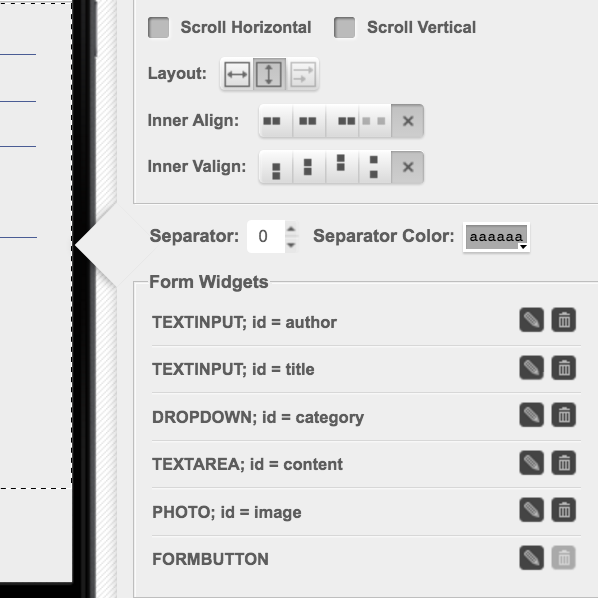 Scroll Horizontal Scroll Vertical
Layout:
Inner Align:
Inner Valign:
Separator: 0 Separator Color: aaaaaa
Form Widgets
TEXTINPUT; id = author
TEXTINPUT; id = title
DROPDOWN; id = category
TEXTAREA; id = content
PHOTO; id = image
FORMBUTTON